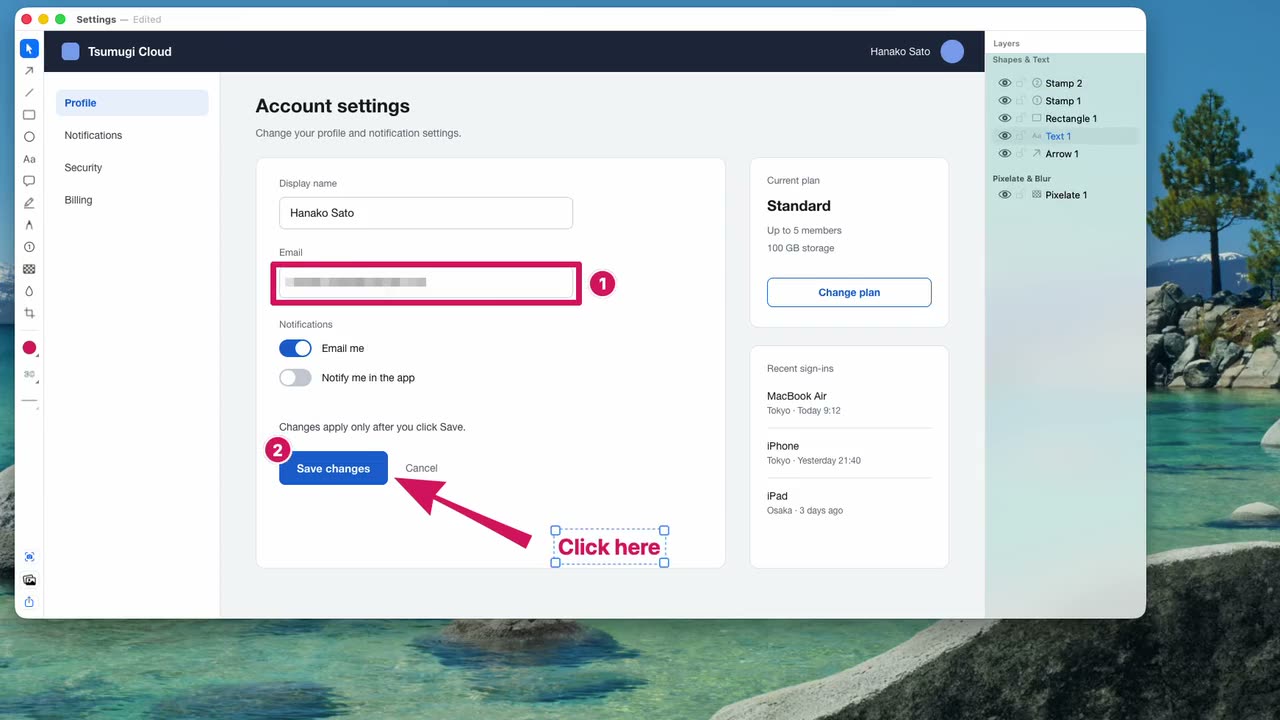 Settings — Edited
Tsumugi Cloud
Hanako Sato
Profile
Notifications
Security
Billing
Aa
1
Account settings
Change your profile and notification settings.
Display name
Hanako Sato
Email
1
Notifications
Email me
Notify me in the app
Changes apply only after you click Save.
2
Save changes
Cancel
Click here
Current plan
Standard
Up to 5 members
100 GB storage
Change plan
Recent sign-ins
MacBook Air
Tokyo · Today 9:12
iPhone
Tokyo · Yesterday 21:40
iPad
Osaka · 3 days ago
Layers
Shapes & Text
2 Stamp 2
1 Stamp 1
Rectangle 1
Aa Text 1
Arrow 1
Pixelate & Blur
Pixelate 1